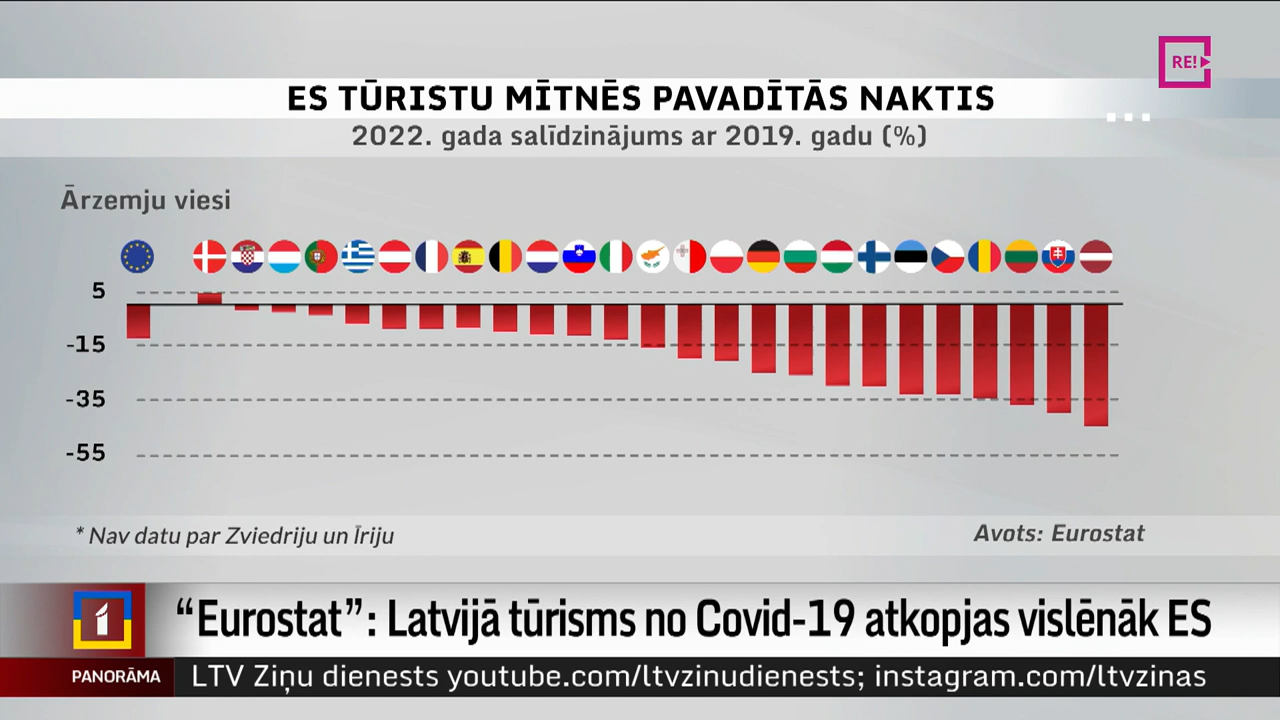 RE!
ES TŪRISTU MĪTNĒS PAVADĪTĀS NAKTIS
2022. gada salīdzinājums ar 2019. gadu (%)
Ārzemju viesi
5
-15
-35
-55
* Nav datu par Zviedriju un Īriju
Avots: Eurostat
1
“Eurostat”: Latvijā tūrisms no Covid-19 atkopjas vislēnāk ES
PANORĀMA
LTV Ziņu dienests youtube.com/ltvzinudienests; instagram.com/ltvzinas